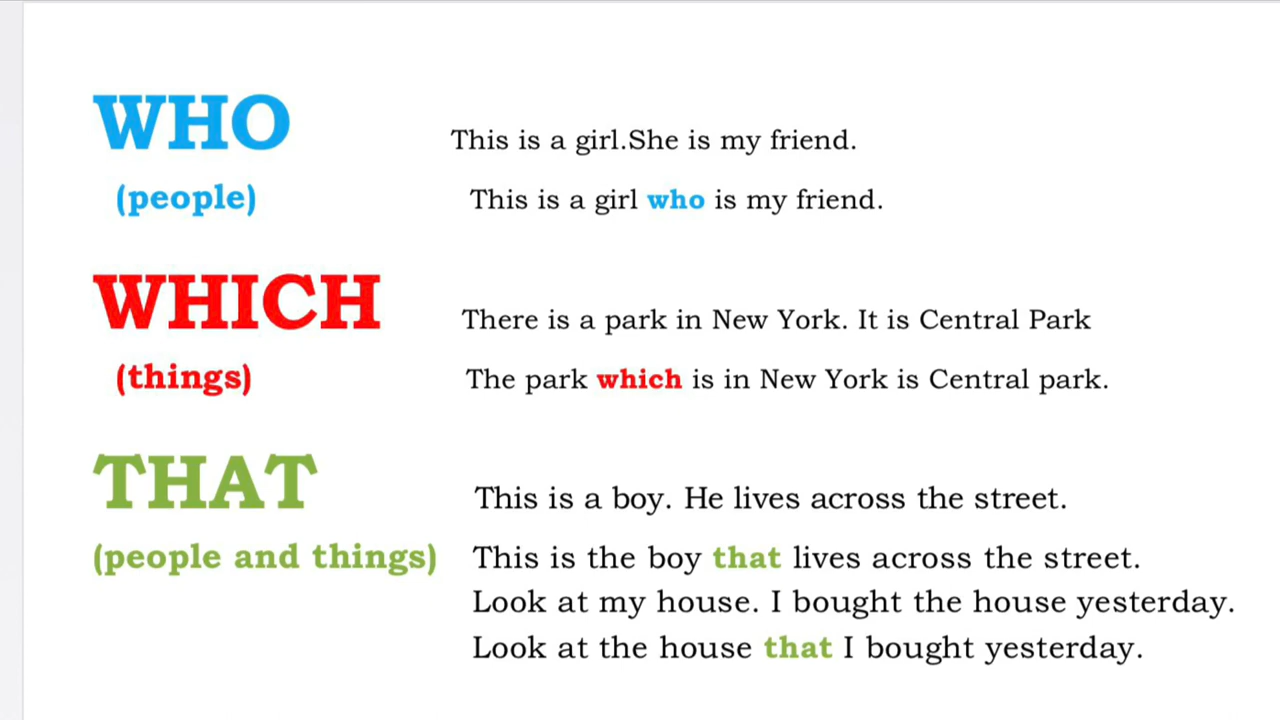 WHO
This is a girl.She is my friend.
(people)
This is a girl who is my friend.
WHICH
There is a park in New York. It is Central Park
(things)
The park which is in New York is Central park.
THAT
This is a boy. He lives across the street.
(people and things)
This is the boy that lives across the street.
Look at my house. I bought the house yesterday.
Look at the house that I bought yesterday.